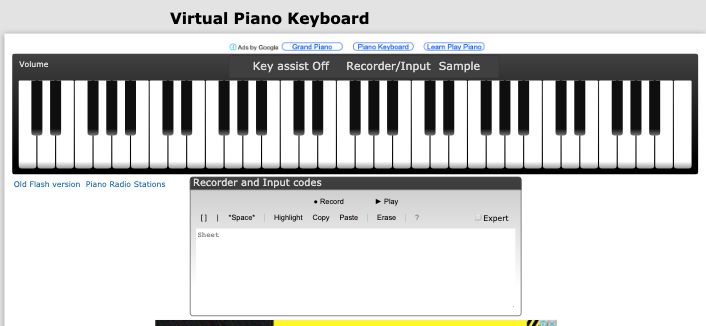 Virtual Piano Keyboard
Ads by Google Grand Piano Piano Keyboard Learn Play Piano
Volume Key assist Off Recorder/Input Sample
Old Flash version Piano Radio Stations
Recorder and Input codes
● Record ► Play
[ ] | *Space* | Highlight Copy Paste | Erase | ? Expert
Sheet